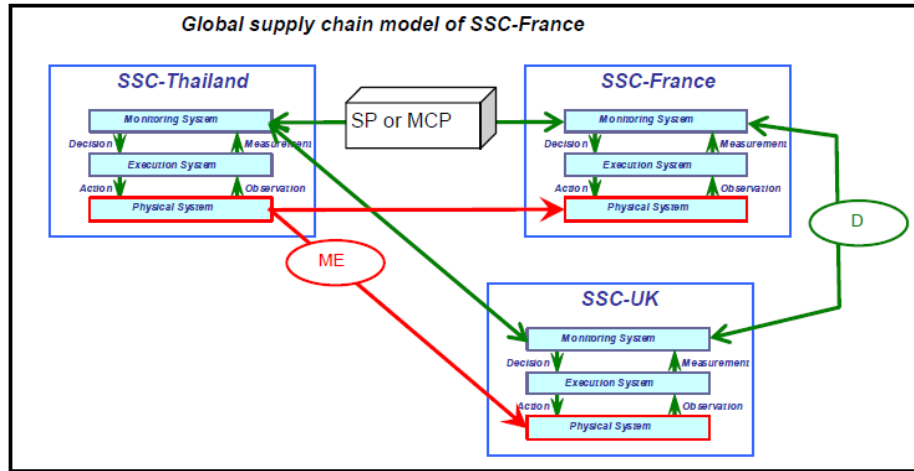 Global supply chain model of SSC-France
SSC-Thailand
Monitoring System
Decision Measurement
Execution System
Action Observation
Physical System
SP or MCP
SSC-France
Monitoring System
Decision Measurement
Execution System
Action Observation
Physical System
D
ME
SSC-UK
Monitoring System
Decision Measurement
Execution System
Action Observation
Physical System